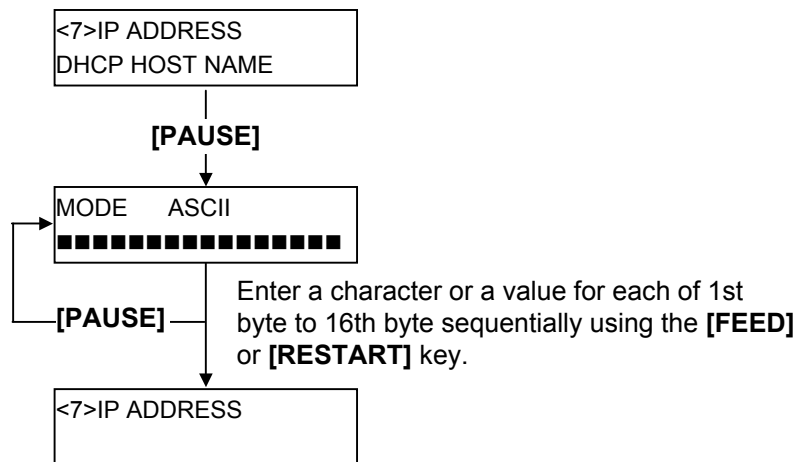 <7>IP ADDRESS
DHCP HOST NAME
[PAUSE]
MODE ASCII
■■■■■■■■■■■■■■■■
[PAUSE]
Enter a character or a value for each of 1st
byte to 16th byte sequentially using the [FEED]
or [RESTART] key.
<7>IP ADDRESS